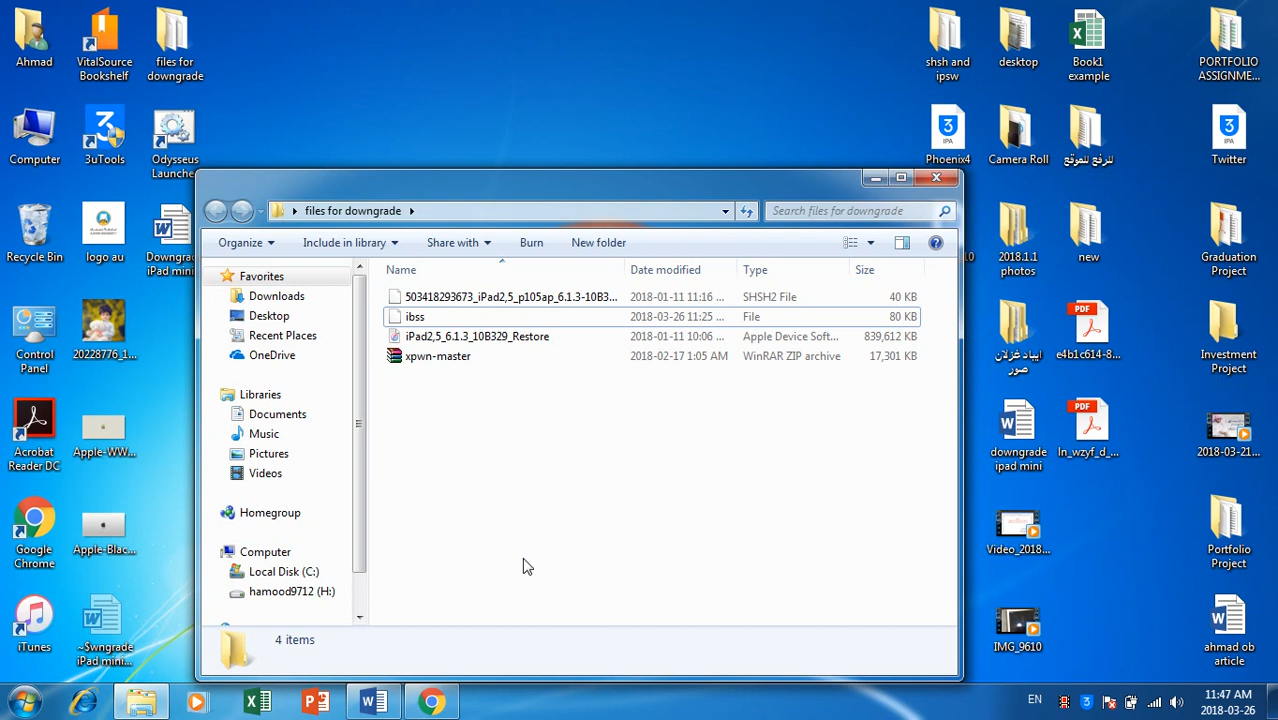 Ahmad
VitalSource
Bookshelf
files for
downgrade
shsh and
ipsw
desktop
Book1
example
PORTFOLIO
ASSIGNME...
Computer
3uTools
Odysseus
Launche
Phoenix4
Camera Roll
للرفع للموقع
Twitter
Recycle Bin
logo au
Downgrad
iPad mini
2018.1.1
photos
new
Graduation
Project
Control
Panel
20228776_1...
ايباد غزلان
صور
e4b1c614-8...
Investment
Project
Acrobat
Reader DC
Apple-WW...
downgrade
ipad mini
ln_wzyf_d_...
2018-03-21...
Google
Chrome
Apple-Blac...
Video_2018...
Portfolio
Project
iTunes
~$wngrade
iPad mini...
IMG_9610
ahmad ob
article
files for downgrade
Search files for downgrade
Organize
Include in library
Share with
Burn
New folder
Favorites
Downloads
Desktop
Recent Places
OneDrive
Libraries
Documents
Music
Pictures
Videos
Homegroup
Computer
Local Disk (C:)
hamood9712 (H:)
Name Date modified Type Size
503418293673_iPad2,5_p105ap_6.1.3-10B3... 2018-01-11 11:16 ... SHSH2 File 40 KB
ibss 2018-03-26 11:25 ... File 80 KB
iPad2,5_6.1.3_10B329_Restore 2018-01-11 10:06 ... Apple Device Soft... 839,612 KB
xpwn-master 2018-02-17 1:05 AM WinRAR ZIP archive 17,301 KB
4 items
EN
11:47 AM
2018-03-26